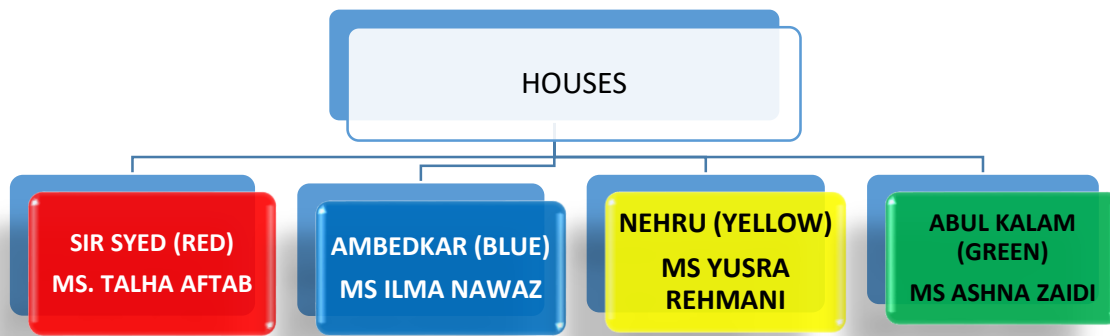 HOUSES
SIR SYED (RED)
MS. TALHA AFTAB
AMBEDKAR (BLUE)
MS ILMA NAWAZ
NEHRU (YELLOW)
MS YUSRA
REHMANI
ABUL KALAM
(GREEN)
MS ASHNA ZAIDI